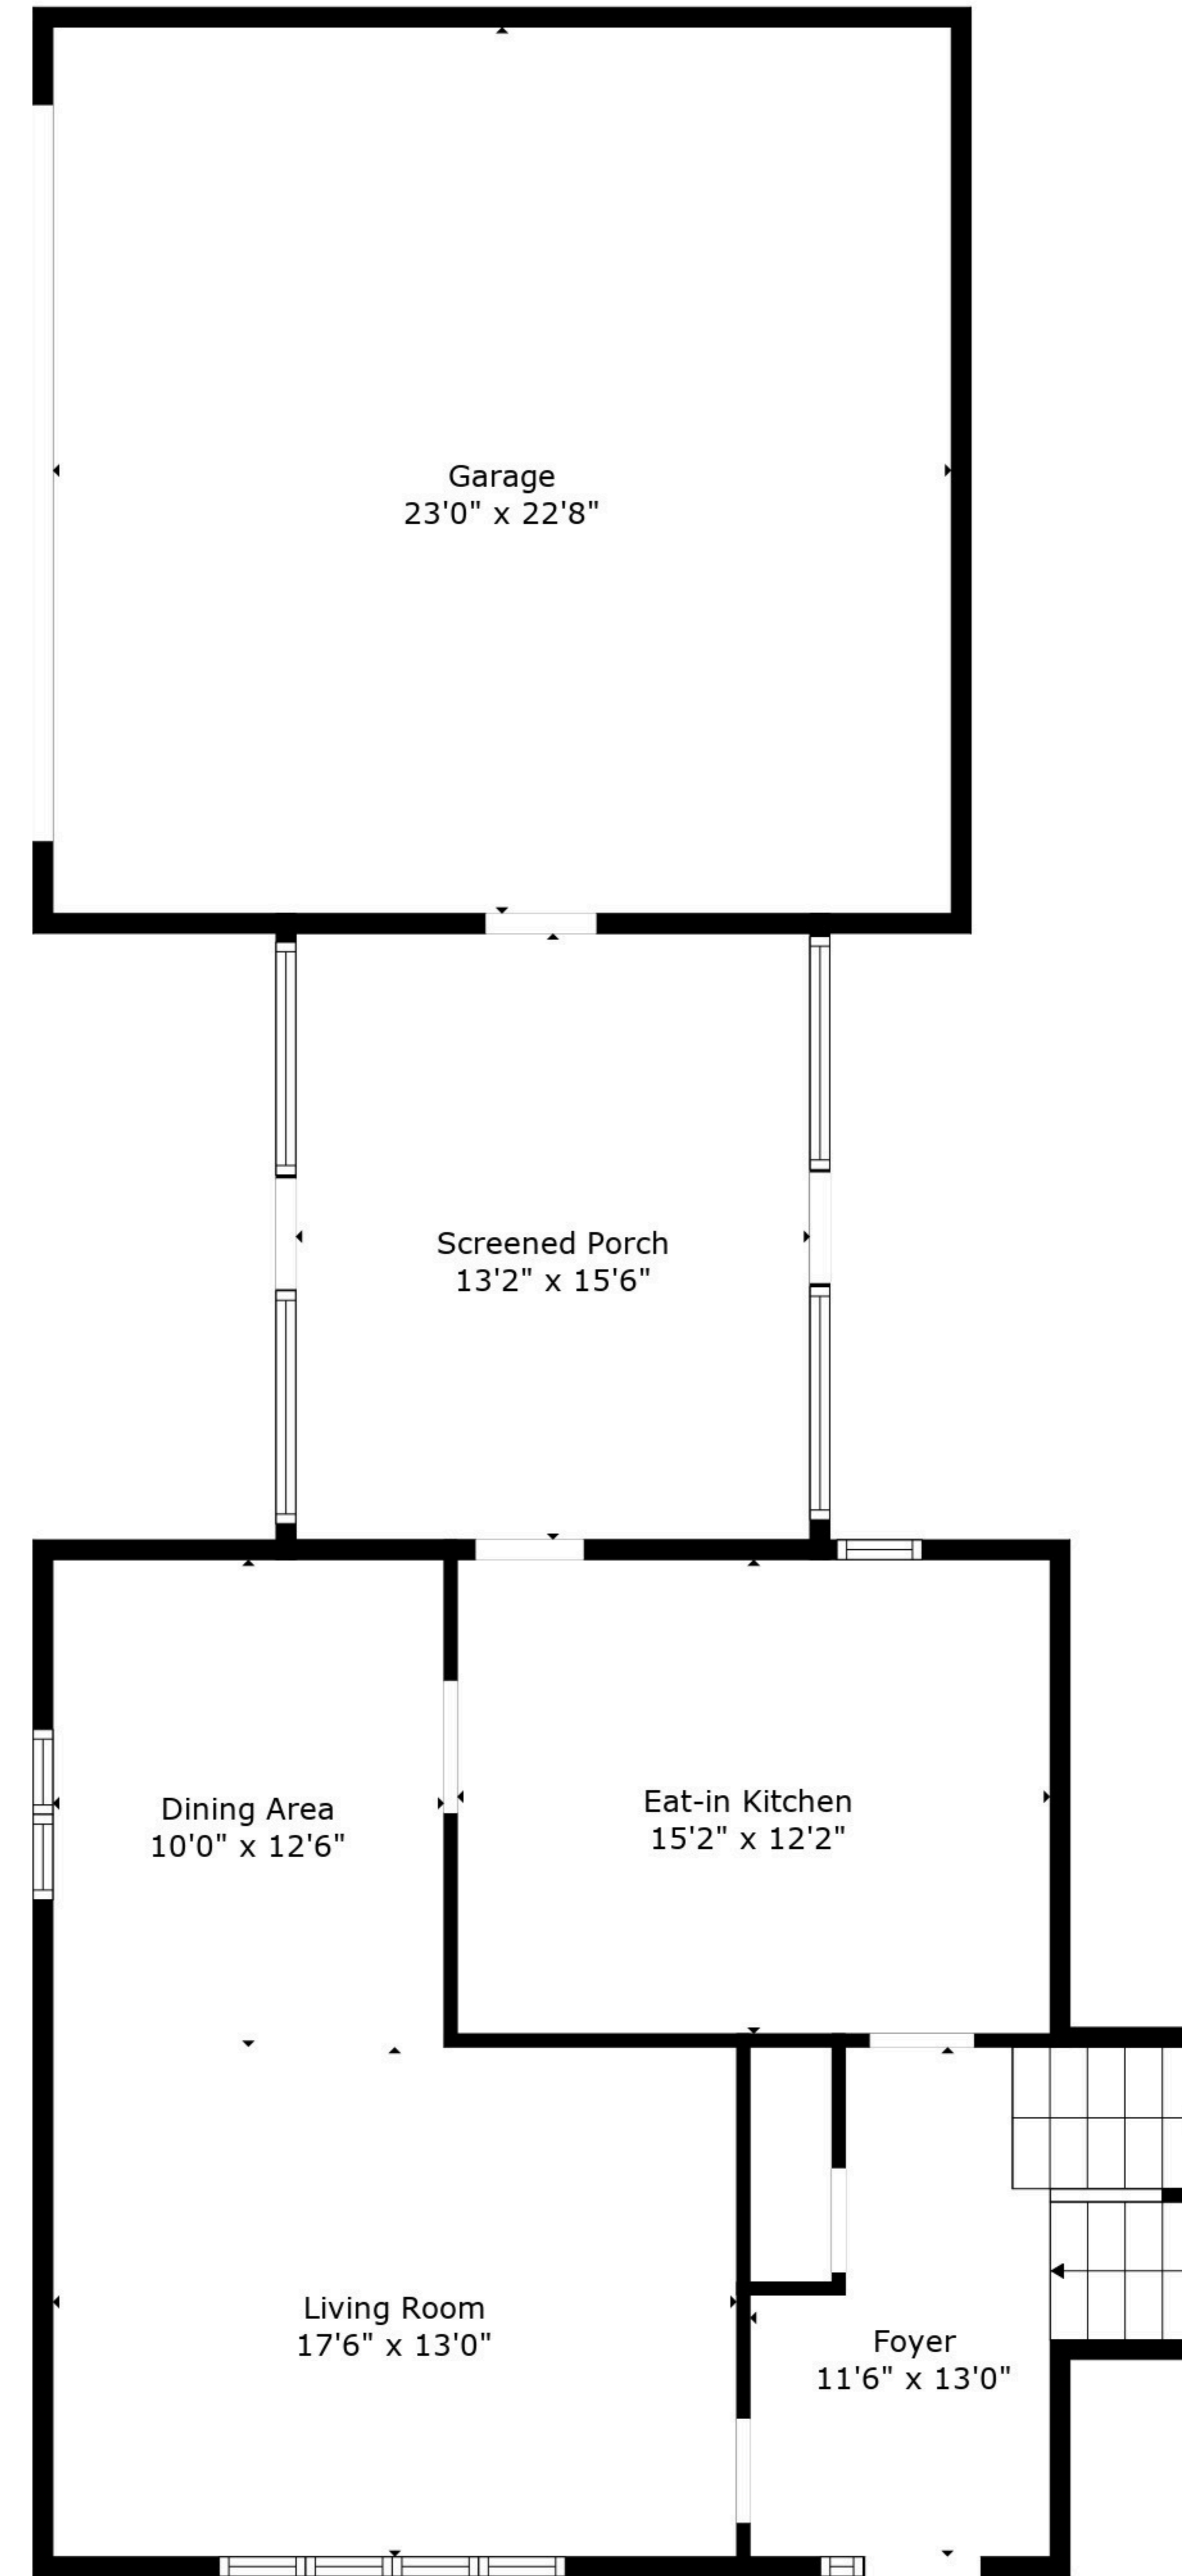 Garage
23'0" x 22'8"
Screened Porch
13'2" x 15'6"
Dining Area
10'0" x 12'6"
Eat-in Kitchen
15'2" x 12'2"
Living Room
17'6" x 13'0"
Foyer
11'6" x 13'0"